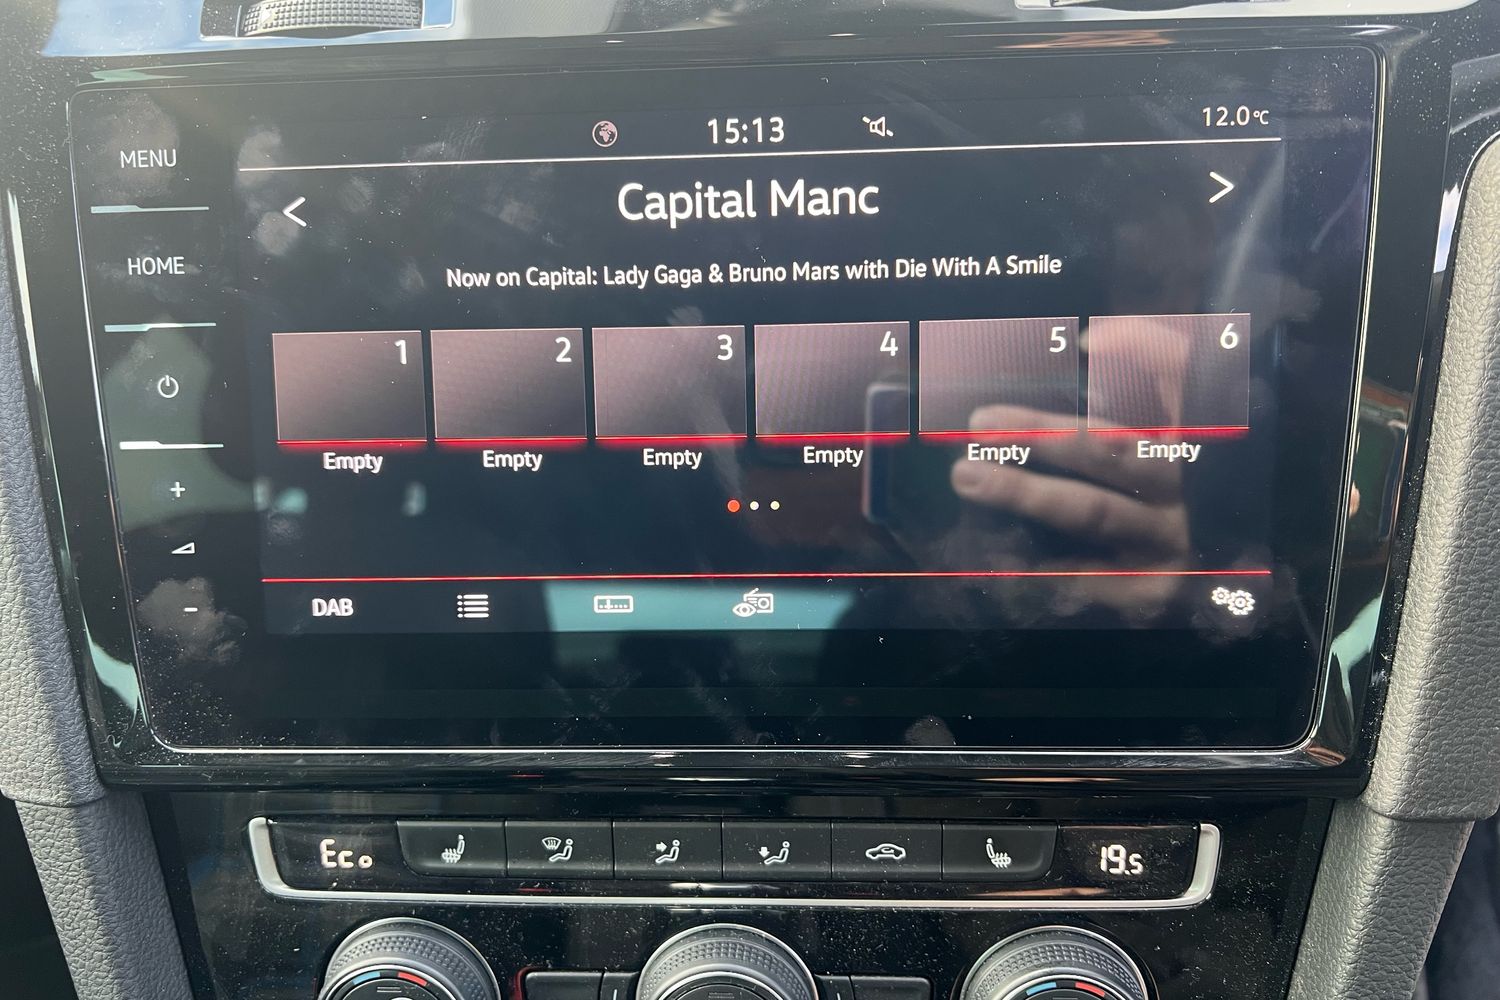 MENU
HOME
15:13
12.0°C
Capital Manc
Now on Capital: Lady Gaga & Bruno Mars with Die With A Smile
1 2 3 4 5 6
Empty Empty Empty Empty Empty Empty
+
-
DAB
Eco 19.5